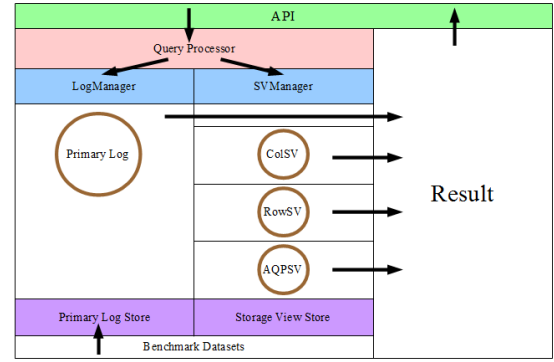 API
Query Processor
LogManager
SVManager
Primary Log
ColSV
RowSV
AQPSV
Result
Primary Log Store
Storage View Store
Benchmark Datasets